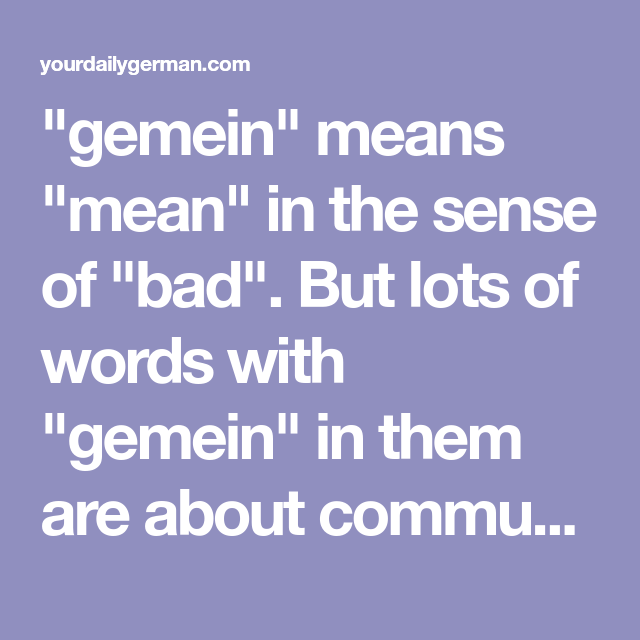 yourdailygerman.com
"gemein" means
"mean" in the sense
of "bad". But lots of
words with
"gemein" in them
are about commu...